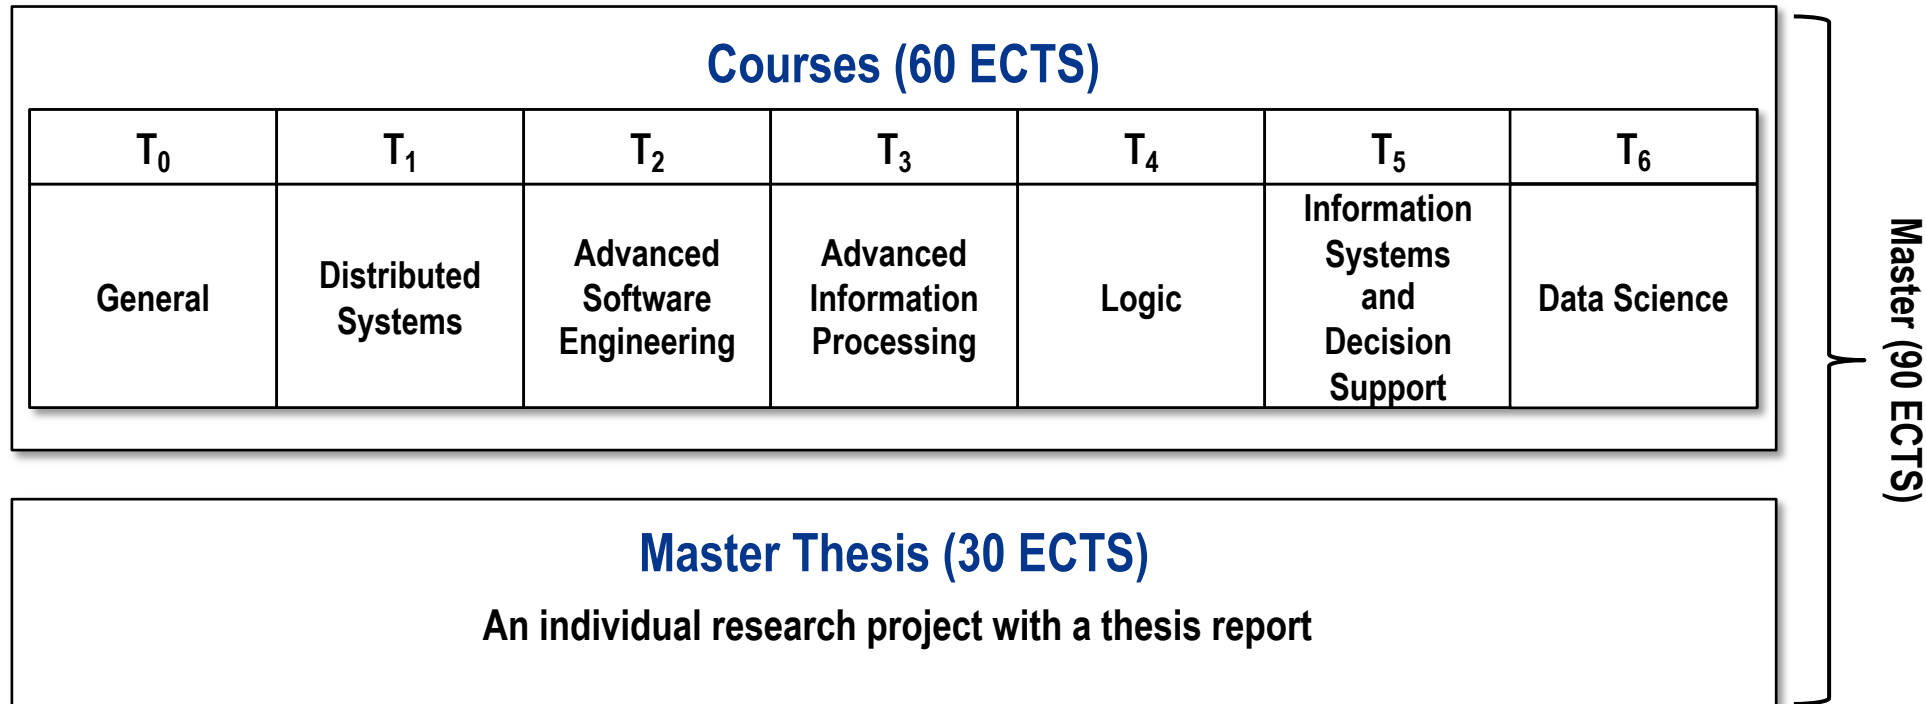 Courses (60 ECTS)
T₀ T₁ T₂ T₃ T₄ T₅ T₆
General
Distributed
Systems
Advanced
Software
Engineering
Advanced
Information
Processing
Logic
Information
Systems
and
Decision
Support
Data Science
Master Thesis (30 ECTS)
An individual research project with a thesis report
Master (90 ECTS)